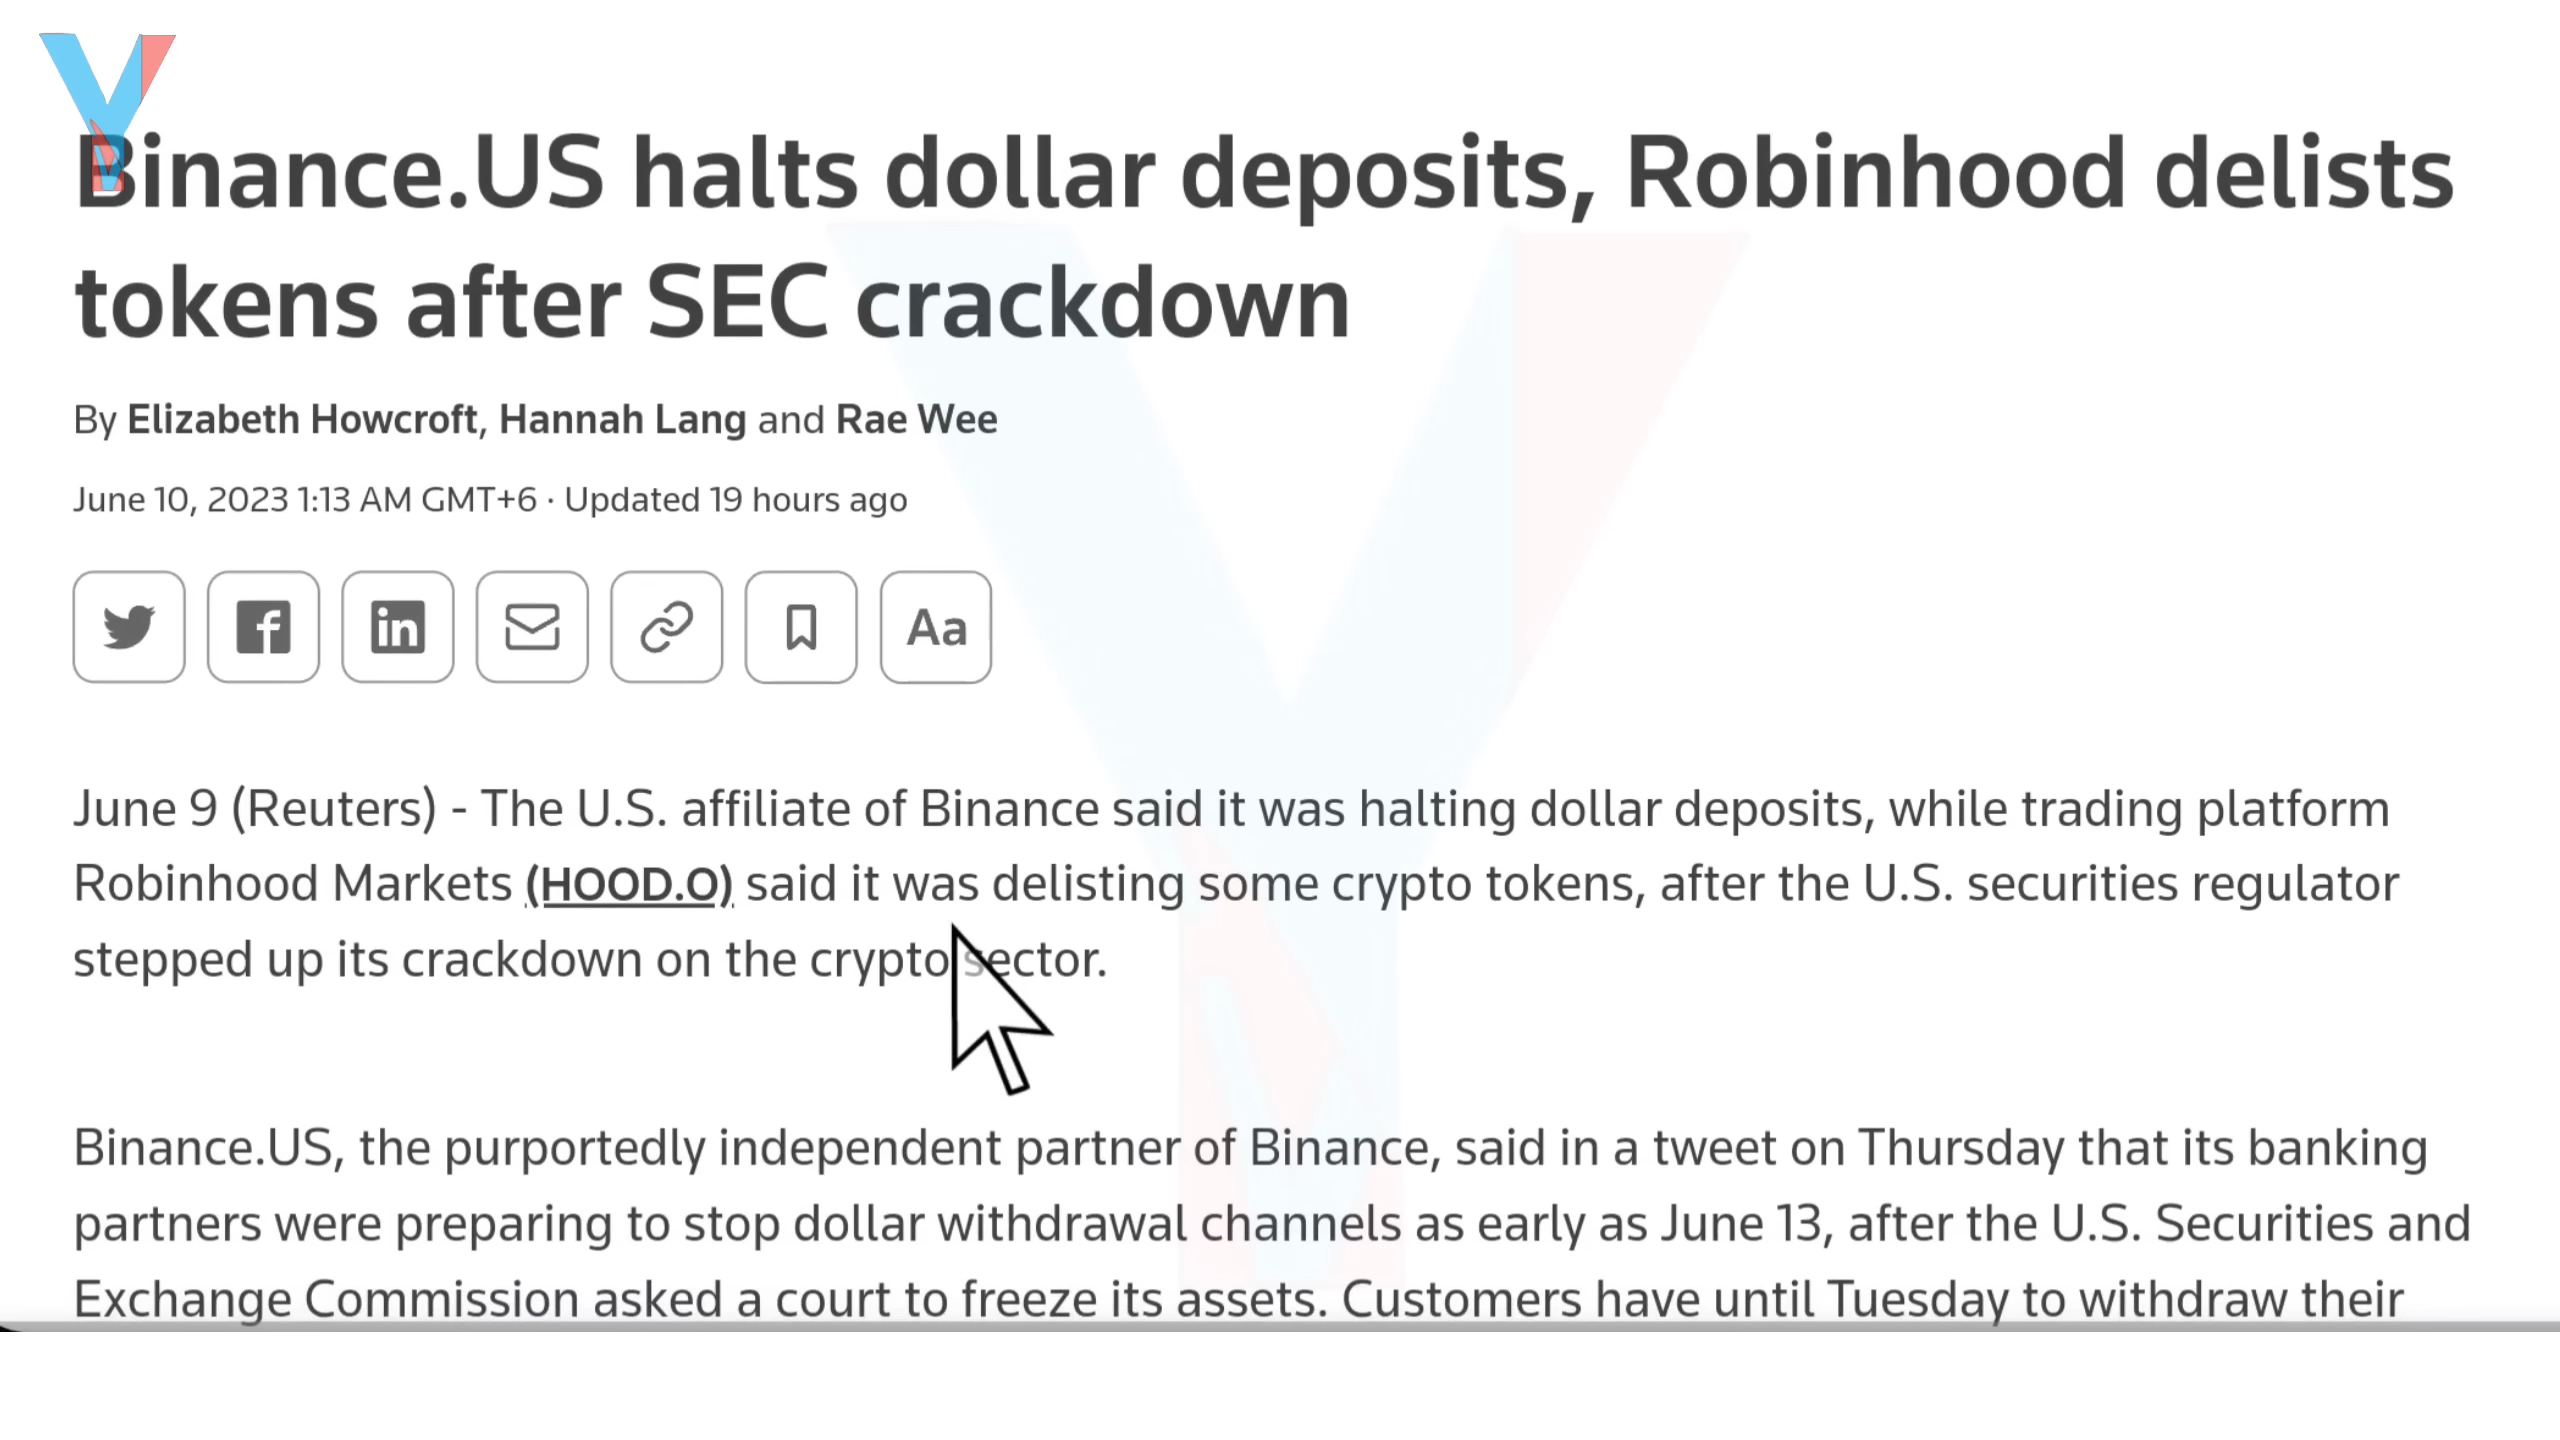 Binance.US halts dollar deposits, Robinhood delists
tokens after SEC crackdown
By Elizabeth Howcroft, Hannah Lang and Rae Wee
June 10, 2023 1:13 AM GMT+6 · Updated 19 hours ago
Aa
June 9 (Reuters) - The U.S. affiliate of Binance said it was halting dollar deposits, while trading platform
Robinhood Markets (HOOD.O) said it was delisting some crypto tokens, after the U.S. securities regulator
stepped up its crackdown on the crypto sector.
Binance.US, the purportedly independent partner of Binance, said in a tweet on Thursday that its banking
partners were preparing to stop dollar withdrawal channels as early as June 13, after the U.S. Securities and
Exchange Commission asked a court to freeze its assets. Customers have until Tuesday to withdraw their